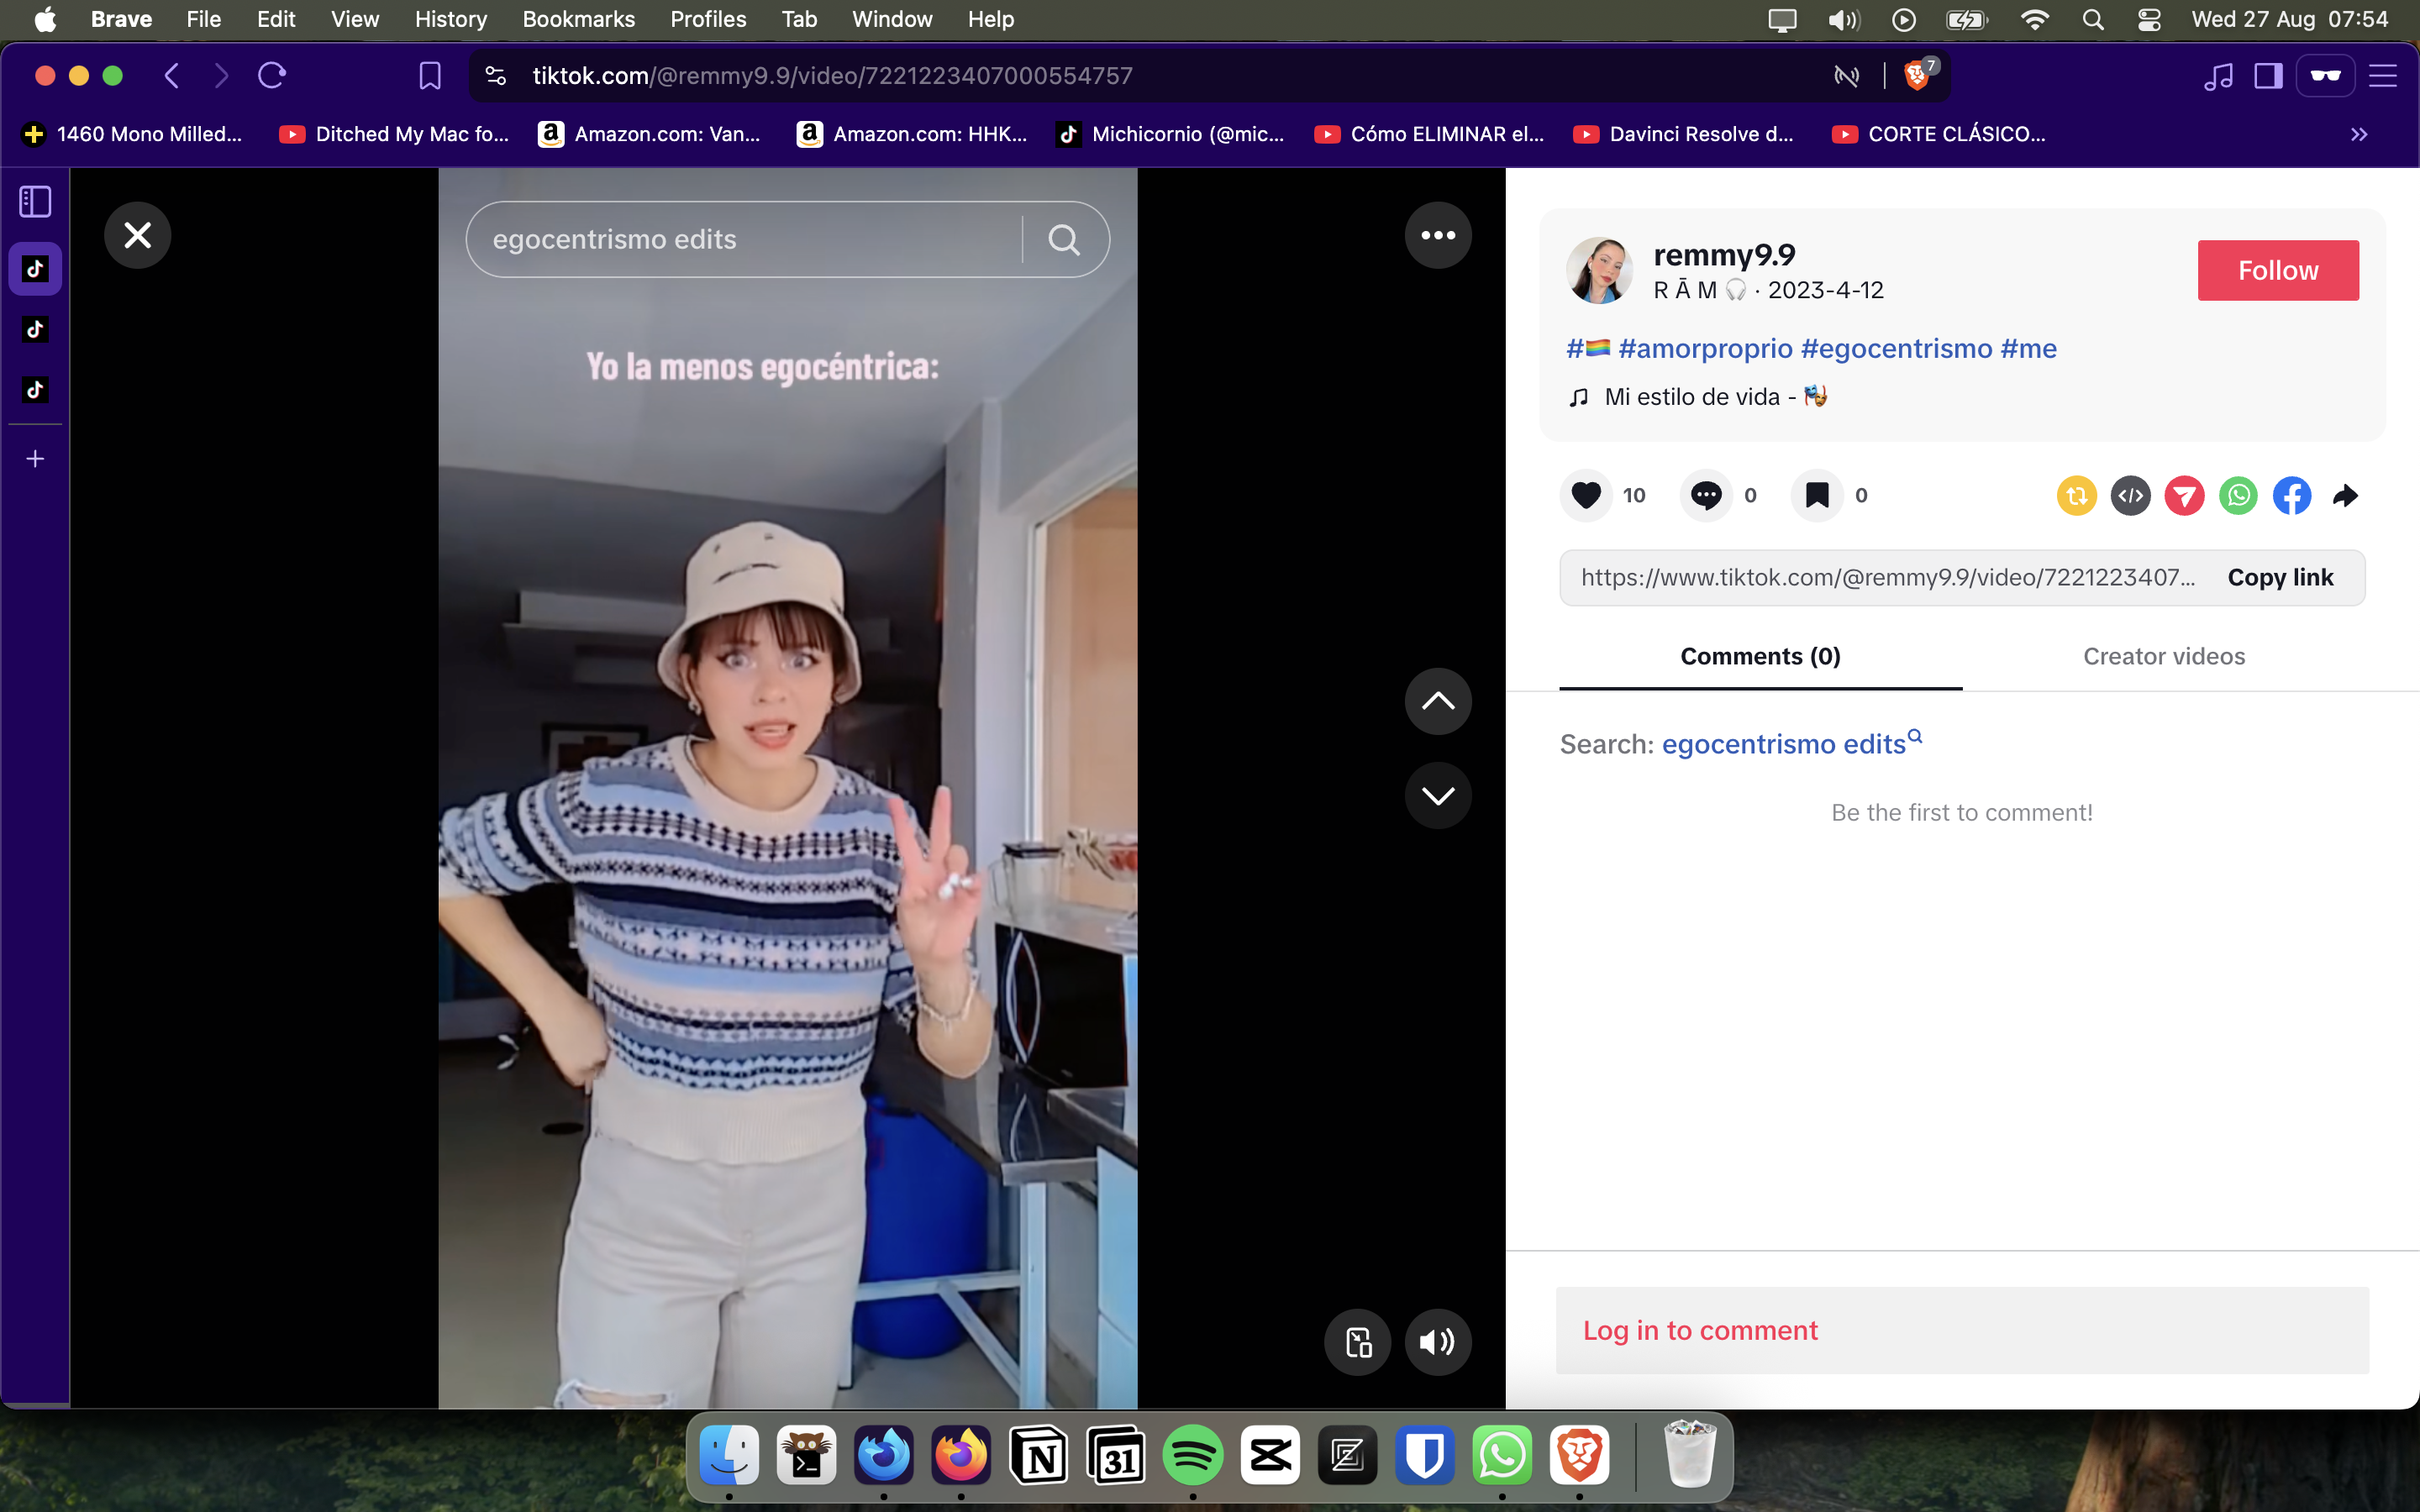 Brave File Edit View History Bookmarks Profiles Tab Window Help Wed 27 Aug 07:54
tiktok.com/@remmy9.9/video/7221223407000554757 7
1460 Mono Milled... Ditched My Mac fo... Amazon.com: Van... Amazon.com: HHK... Michicornio (@mic... Cómo ELIMINAR el... Davinci Resolve d... CORTE CLÁSICO...
egocentrismo edits
Yo la menos egocéntrica:
remmy9.9
R Ā M 🎧 · 2023-4-12
Follow
#🏳️‍🌈 #amorproprio #egocentrismo #me
Mi estilo de vida - 🎭
10 0 0
https://www.tiktok.com/@remmy9.9/video/7221223407... Copy link
Comments (0) Creator videos
Search: egocentrismo edits
Be the first to comment!
Log in to comment
31